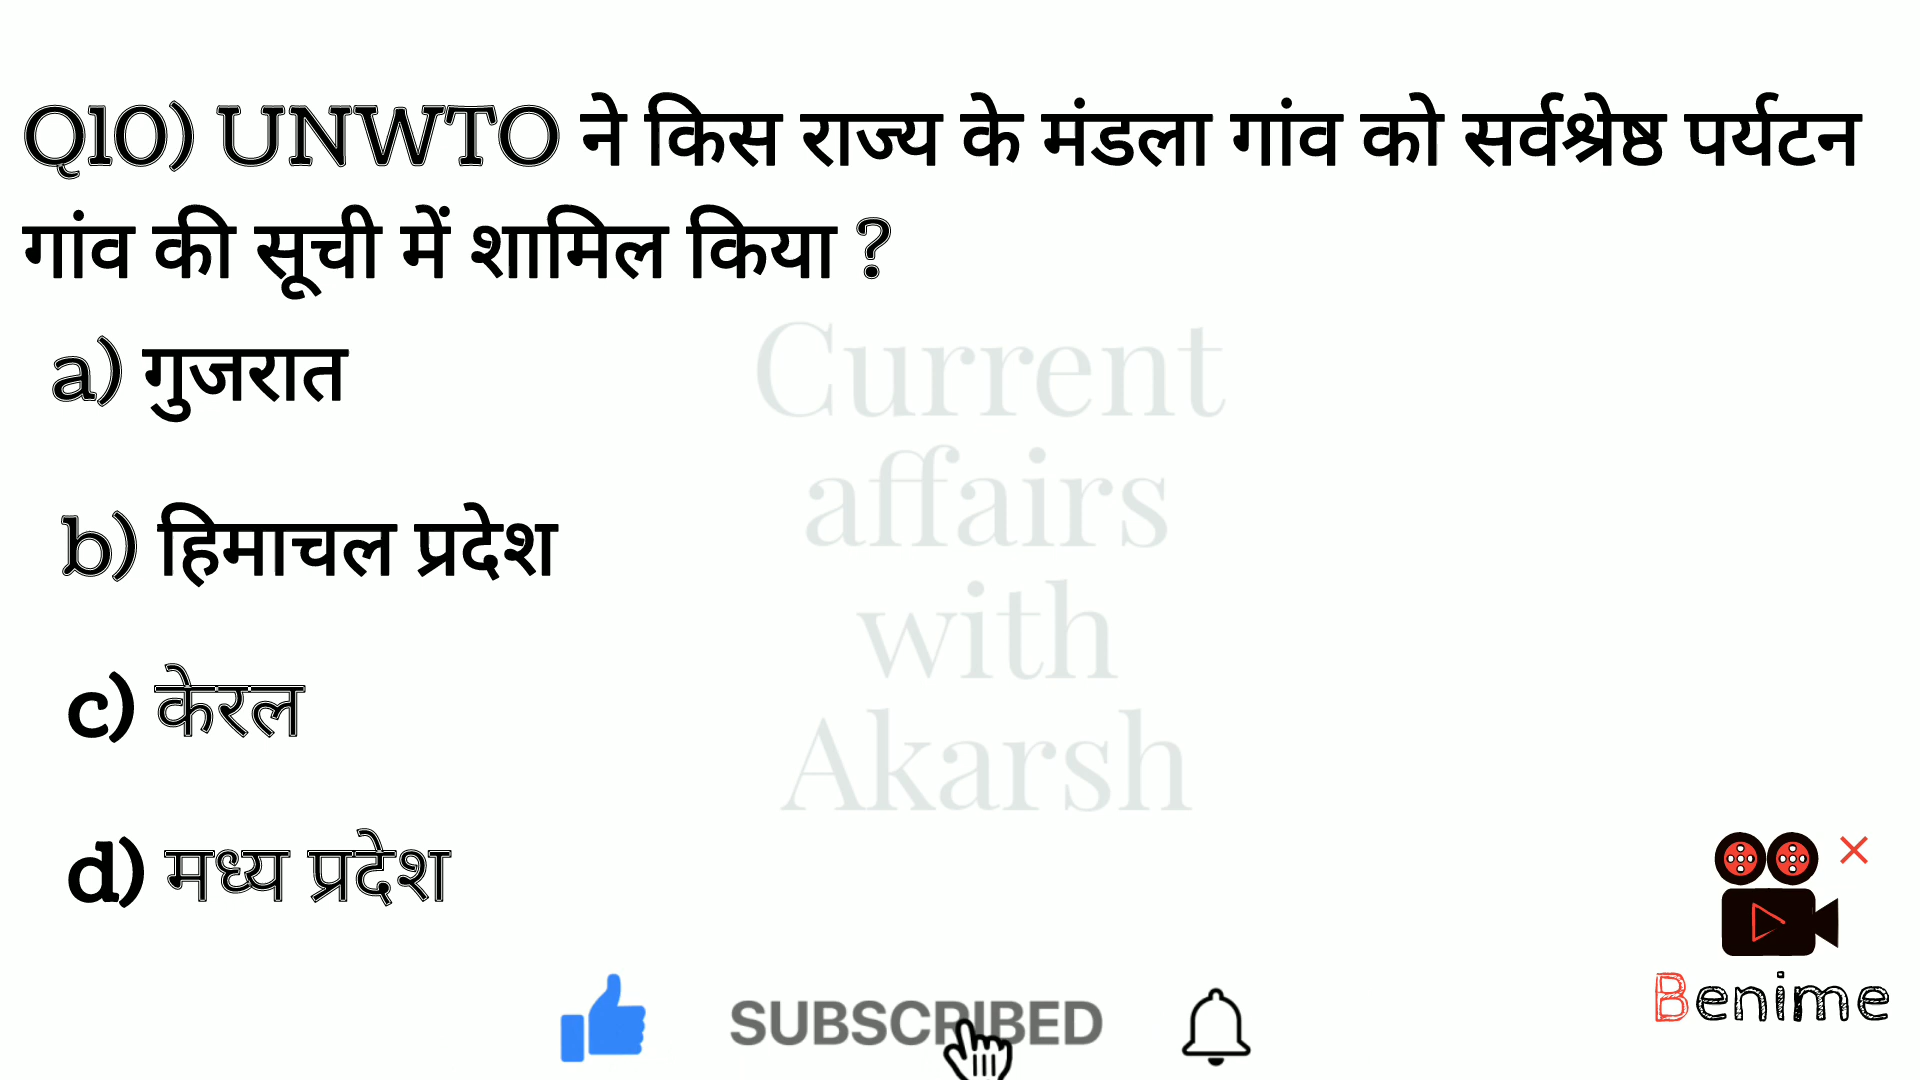 Q10) UNWTO ने किस राज्य के मंडला गांव को सर्वश्रेष्ठ पर्यटन
गांव की सूची में शामिल किया ?
a) गुजरात
b) हिमाचल प्रदेश
c) केरल
d) मध्य प्रदेश
Current
affairs
with
Akarsh
Benime
SUBSCRIBED